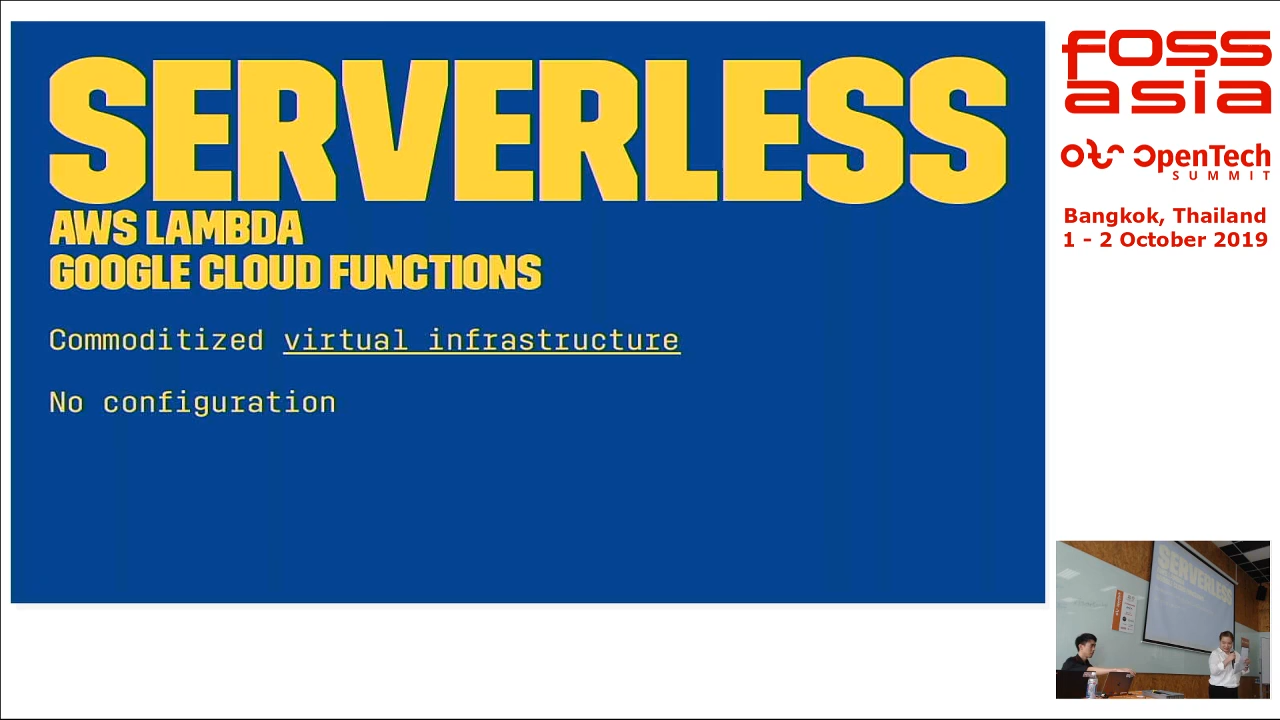 SERVERLESS
AWS LAMBDA
GOOGLE CLOUD FUNCTIONS
Commoditized virtual infrastructure
No configuration
foss
asia
OpenTech
SUMMIT
Bangkok, Thailand
1 - 2 October 2019
SERVERLESS